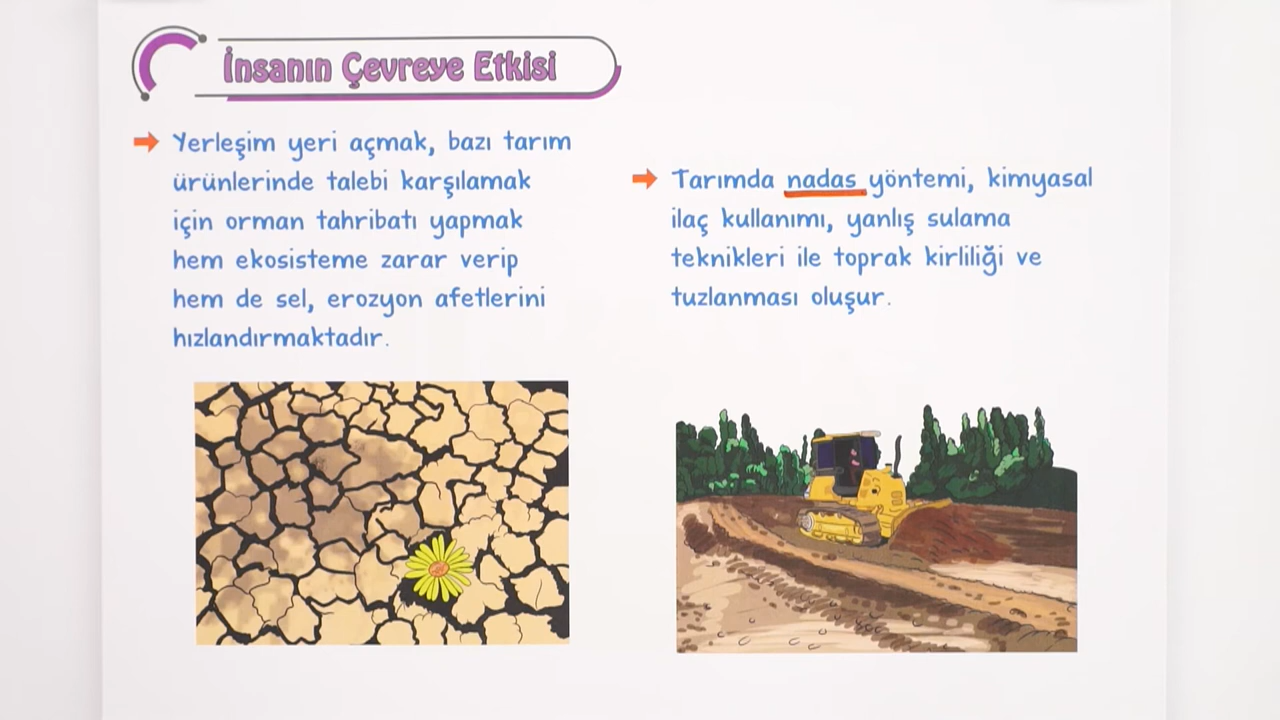 İnsanın Çevreye Etkisi
Yerleşim yeri açmak, bazı tarım
ürünlerinde talebi karşılamak
için orman tahribatı yapmak
hem ekosisteme zarar verip
hem de sel, erozyon afetlerini
hızlandırmaktadır.
Tarımda nadas yöntemi, kimyasal
ilaç kullanımı, yanlış sulama
teknikleri ile toprak kirliliği ve
tuzlanması oluşur.